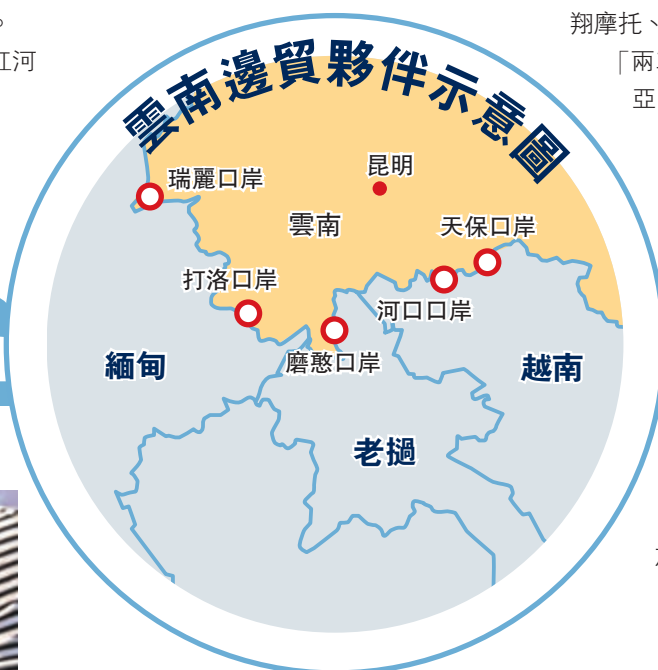 。
紅河
翔摩托、
「兩
亞
雲南邊貿夥伴示意圖
瑞麗口岸
昆明
雲南
天保口岸
打洛口岸
河口口岸
磨憨口岸
緬甸
越南
老撾